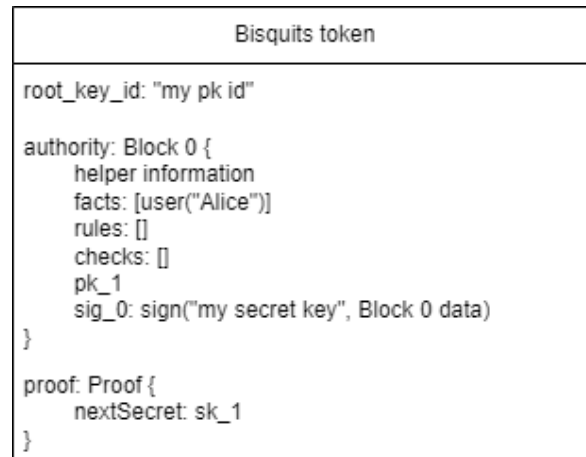 Bisquits token
root_key_id: "my pk id"
authority: Block 0 {
helper information
facts: [user("Alice")]
rules: []
checks: []
pk_1
sig_0: sign("my secret key", Block 0 data)
}
proof: Proof {
nextSecret: sk_1
}